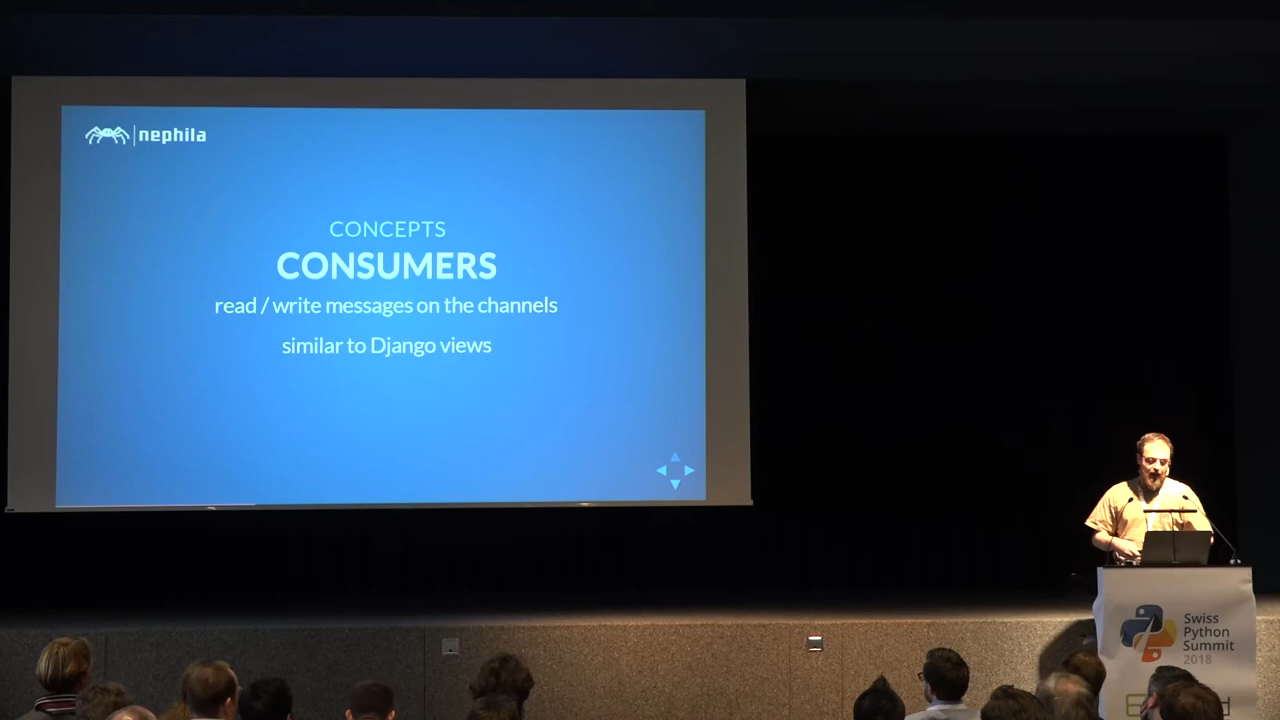 nephila
CONCEPTS
CONSUMERS
read / write messages on the channels
similar to Django views
Swiss
Python
Summit
2018